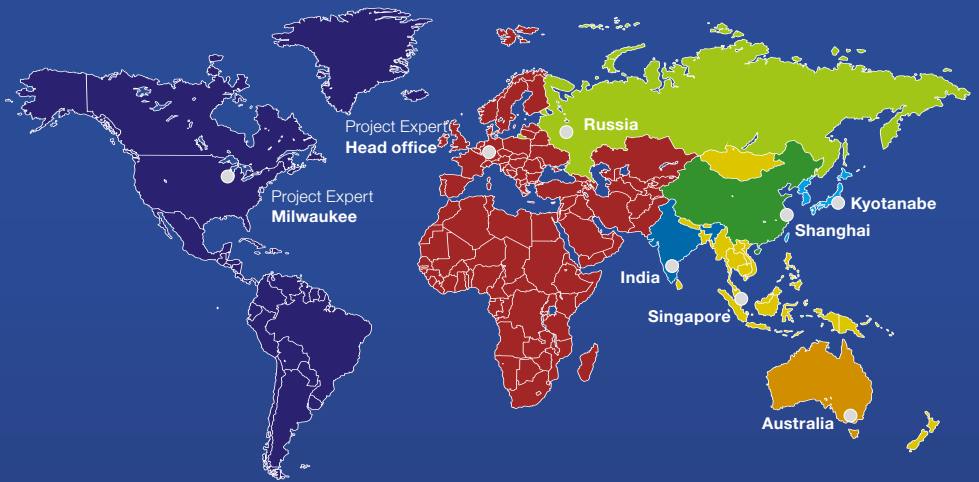 Project Expert
Head office
Russia
Project Expert
Milwaukee
Kyotanabe
Shanghai
India
Singapore
Australia